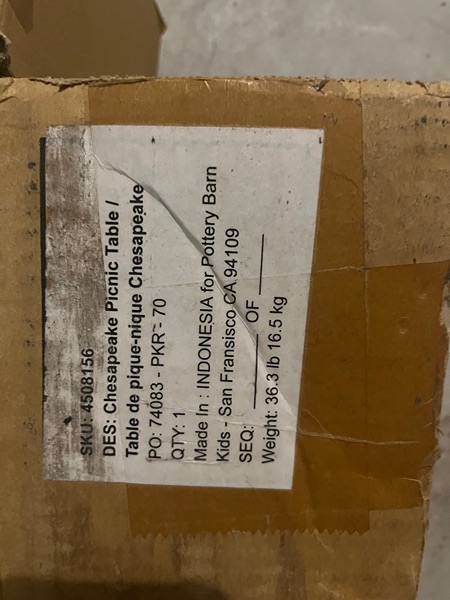 SKU: 4508156
DES: Chesapeake Picnic Table /
Table de pique-nique Chesapeake
PO: 74083 - PKR - 70
QTY: 1
Made In : INDONESIA for Pottery Barn
Kids - San Fransisco CA 94109
SEQ: ______ OF ______
Weight: 36.3 lb 16.5 kg